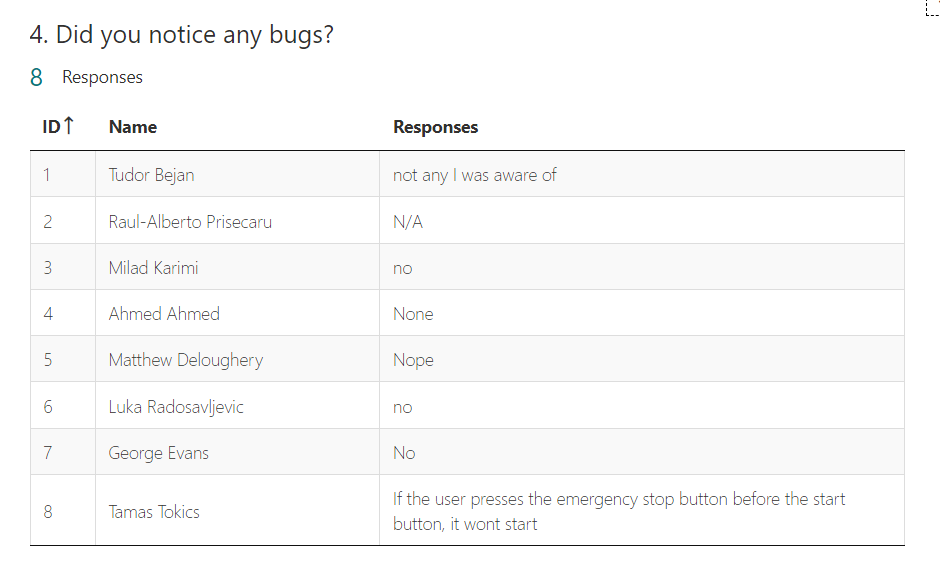 4. Did you notice any bugs?
8 Responses
ID↑ Name Responses
1 Tudor Bejan not any I was aware of
2 Raul-Alberto Prisecaru N/A
3 Milad Karimi no
4 Ahmed Ahmed None
5 Matthew Deloughery Nope
6 Luka Radosavljevic no
7 George Evans No
8 Tamas Tokics If the user presses the emergency stop button before the start
button, it wont start